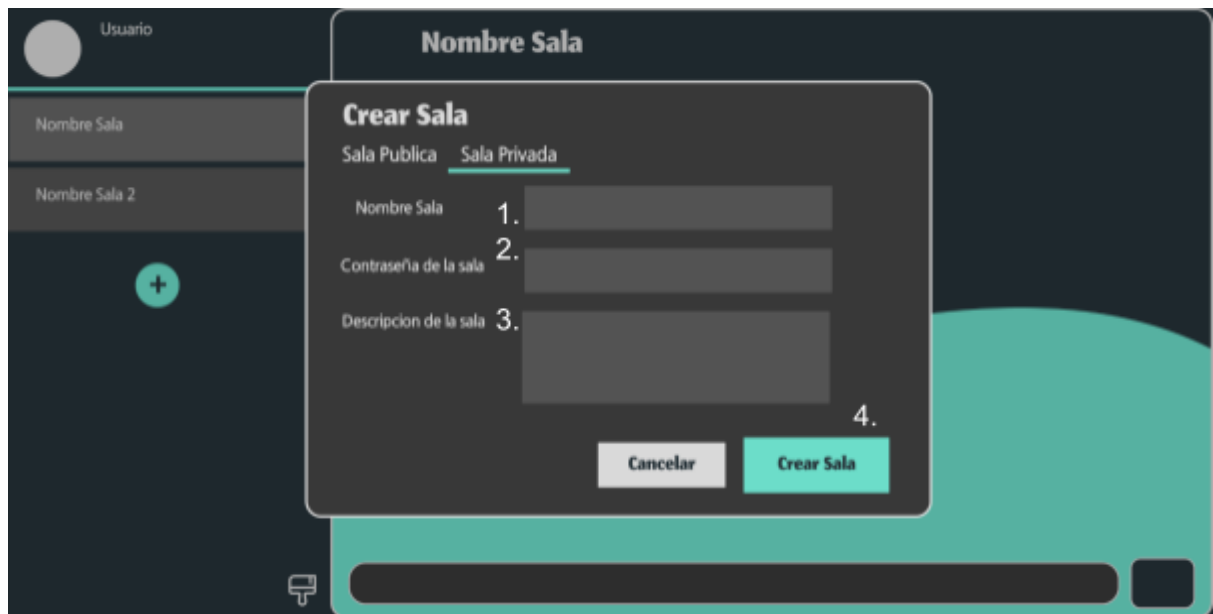 Usuario
Nombre Sala
Nombre Sala
Nombre Sala 2
+
Crear Sala
Sala Publica Sala Privada
Nombre Sala 1.
Contraseña de la sala 2.
Descripcion de la sala 3.
4.
Cancelar Crear Sala